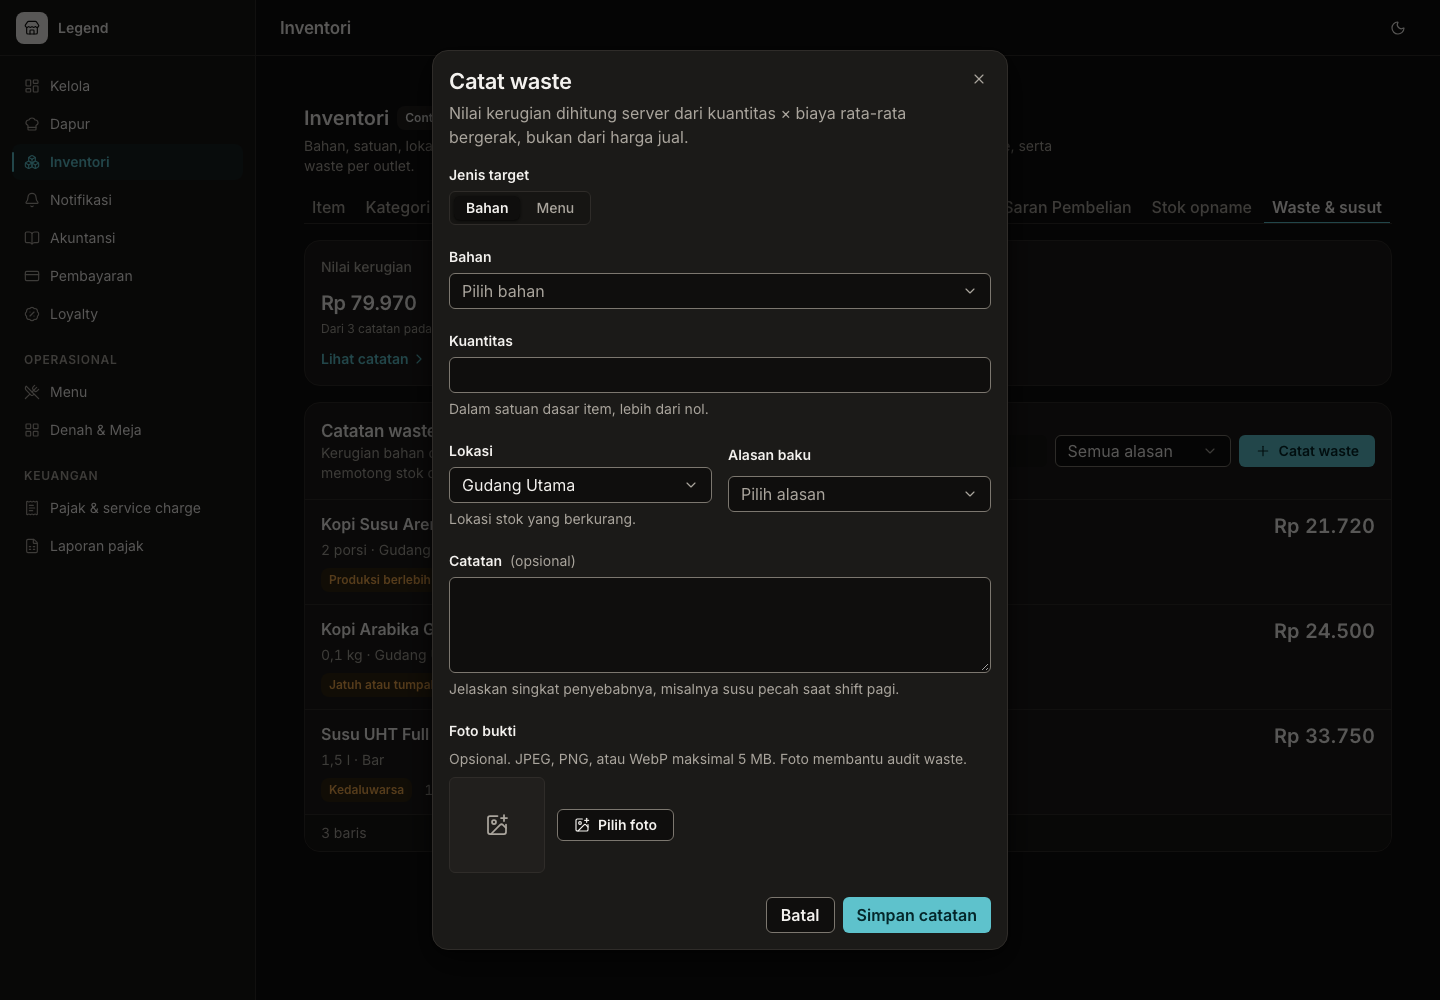 Legend
Inventori
Kelola
Dapur
Inventori
Notifikasi
Akuntansi
Pembayaran
Loyalty
OPERASIONAL
Menu
Denah & Meja
KEUANGAN
Pajak & service charge
Laporan pajak
Inventori
Bahan, satuan,
serta
waste per outlet.
Item
Kategori
Saran Pembelian
Stok opname
Waste & susut
Nilai kerugian
Rp 79.970
Dari 3 catatan pada
Lihat catatan
Catatan waste
Kerugian bahan
memotong stok
Semua alasan
Catat waste
Kopi Susu
Rp 21.720
2 porsi · Gudang
Produksi berlebih
Kopi Arabika
Rp 24.500
0,1 kg · Gudang
Jatuh atau
Susu UHT Full
Rp 33.750
1,5 l · Bar
Kedaluwarsa
3 baris
Catat waste
Nilai kerugian dihitung server dari kuantitas × biaya rata-rata
bergerak, bukan dari harga jual.
Jenis target
Bahan
Menu
Bahan
Pilih bahan
Kuantitas
Dalam satuan dasar item, lebih dari nol.
Lokasi
Alasan baku
Gudang Utama
Pilih alasan
Lokasi stok yang berkurang.
Catatan (opsional)
Jelaskan singkat penyebabnya, misalnya susu pecah saat shift pagi.
Foto bukti
Opsional. JPEG, PNG, atau WebP maksimal 5 MB. Foto membantu audit waste.
Pilih foto
Batal
Simpan catatan